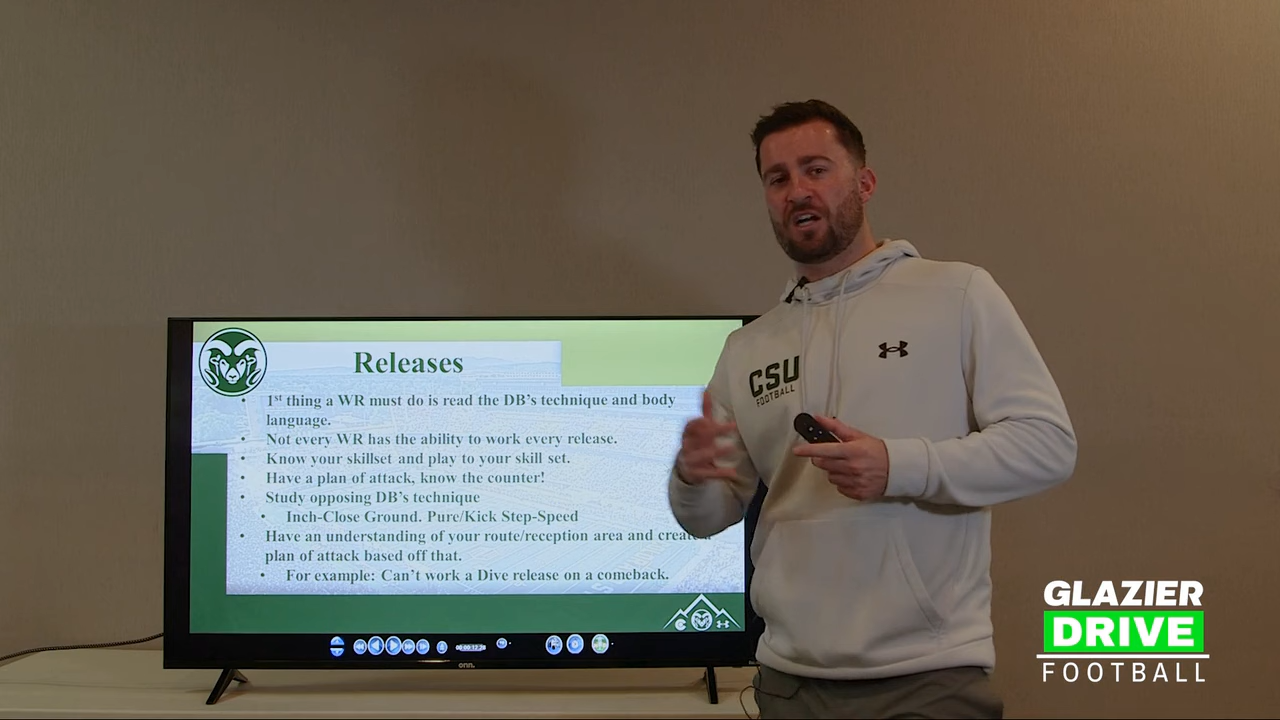 Releases
1st thing a WR must do is read the DB's technique and body
language.
Not every WR has the ability to work every release.
Know your skillset and play to your skill set.
Have a plan of attack, know the counter!
Study opposing DB's technique
Inch-Close Ground. Pure/Kick Step-Speed
Have an understanding of your route/reception area and create a
plan of attack based off that.
For example: Can't work a Dive release on a comeback.
onn.
CSU
FOOTBALL
GLAZIER
DRIVE
FOOTBALL